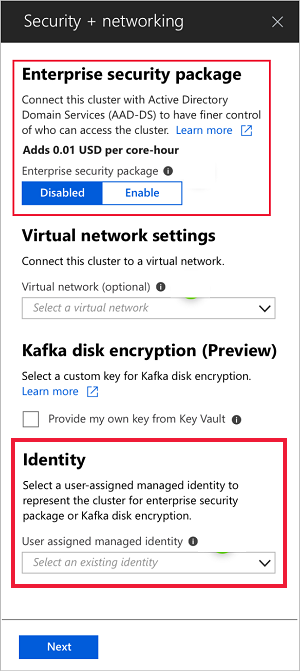 Security + networking
Enterprise security package
Connect this cluster with Active Directory
Domain Services (AAD-DS) to have finer control
of who can access the cluster. Learn more
Adds 0.01 USD per core-hour
Enterprise security package
Disabled Enable
Virtual network settings
Connect this cluster to a virtual network.
Virtual network (optional)
Select a virtual network
Kafka disk encryption (Preview)
Select a custom key for Kafka disk encryption.
Learn more
Provide my own key from Key Vault
Identity
Select a user-assigned managed identity to
represent the cluster for enterprise security
package or Kafka disk encryption.
User assigned managed identity
Select an existing identity
Next